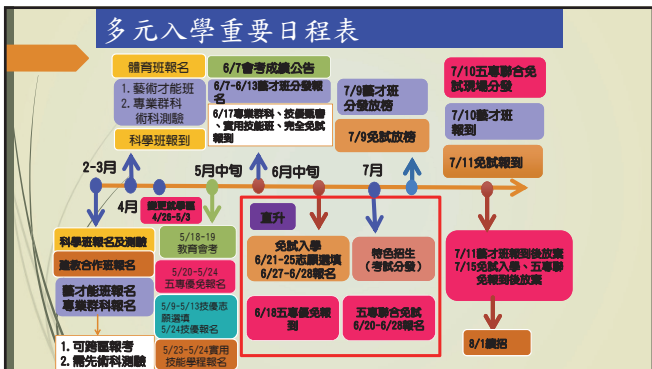 多元入學重要日程表
體育班報名
1. 藝術才能班
2. 專業群科
術科測驗
科學班報到
6/7會考成績公告
6/7-6/13藝才班分發報
名
6/17專業群科、技優甄審
、實用技能班、完全免試
報到
7/9藝才班
分發放榜
7/9免試放榜
7/10五專聯合免
試現場分發
7/10藝才班
報到
7/11免試報到
2-3月
4月
5月中旬
6月中旬
7月
變更就學區
4/26-5/3
科學班報名及測驗
建教合作班報名
藝才能班報名
專業群科報名
1. 可跨區報考
2. 需先術科測驗
5/18-19
教育會考
5/20-5/24
五專優免報名
5/9-5/13技優志
願選填
5/24技優報名
5/23-5/24實用
技能學程報名
直升
免試入學
6/21-25志願選填
6/27-6/28報名
6/18五專優免報
到
特色招生
(考試分發)
五專聯合免試
6/20-6/28報名
7/11藝才班報到後放棄
7/15免試入學、五專聯
免報到後放棄
8/1續招